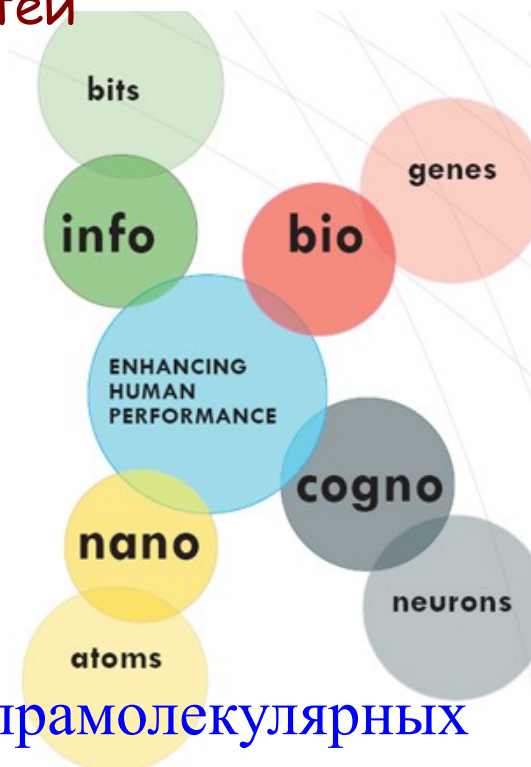 bits
genes
info
bio
ENHANCING
HUMAN
PERFORMANCE
cogno
nano
neurons
atoms